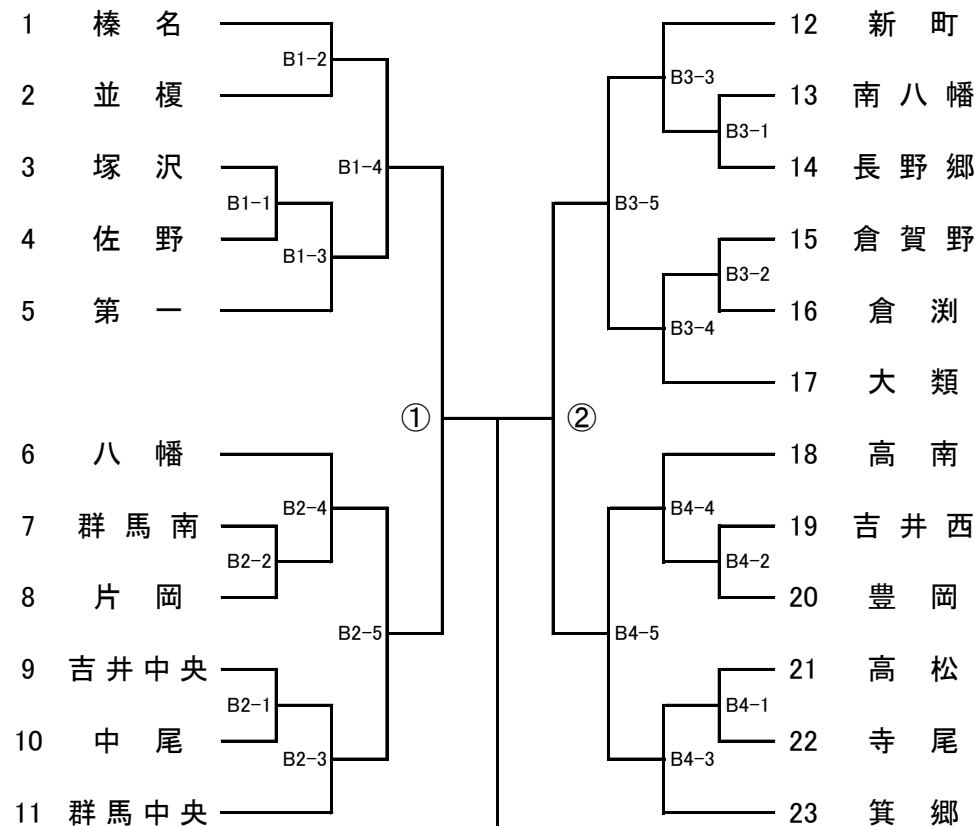 1 榛名
B1-2
2 並榎
3 塚沢
B1-4
B1-1
4 佐野
B1-3
5 第一
①
6 八幡
B2-4
7 群馬南
B2-2
8 片岡
B2-5
9 吉井中央
B2-1
10 中尾
B2-3
11 群馬中央
12 新町
B3-3
13 南八幡
B3-1
14 長野郷
B3-5
15 倉賀野
B3-2
16 倉渕
B3-4
17 大類
②
18 高南
B4-4
19 吉井西
B4-2
20 豊岡
B4-5
21 高松
B4-1
22 寺尾
B4-3
23 箕郷